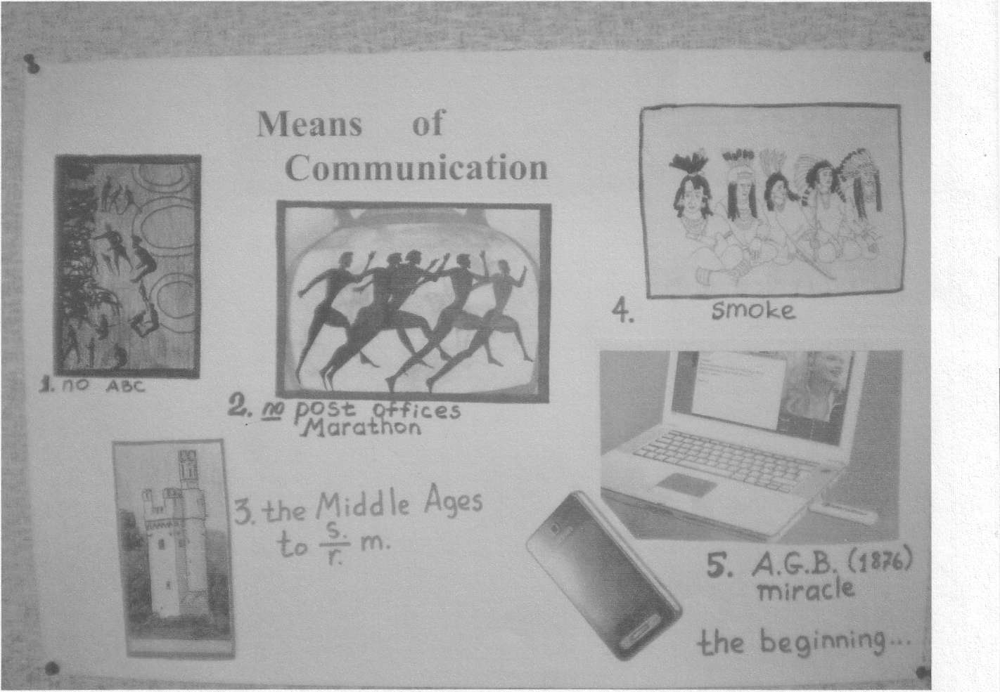 Means of
Communication
1. no ABC
2. no post offices
Marathon
3. the Middle Ages
to s./r. m.
4. smoke
5. A.G.B. (1876)
miracle
the beginning...